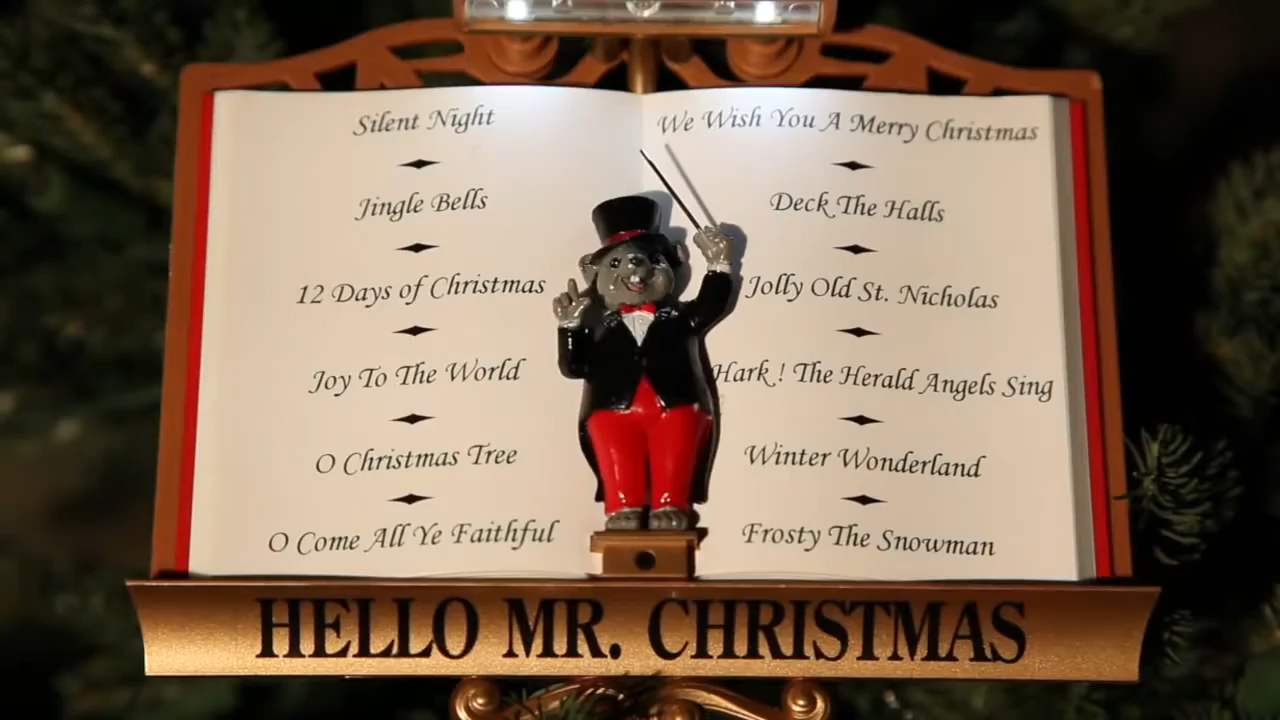 Silent Night
Jingle Bells
12 Days of Christmas
Joy To The World
O Christmas Tree
O Come All Ye Faithful
We Wish You A Merry Christmas
Deck The Halls
Jolly Old St. Nicholas
Hark! The Herald Angels Sing
Winter Wonderland
Frosty The Snowman
HELLO MR. CHRISTMAS